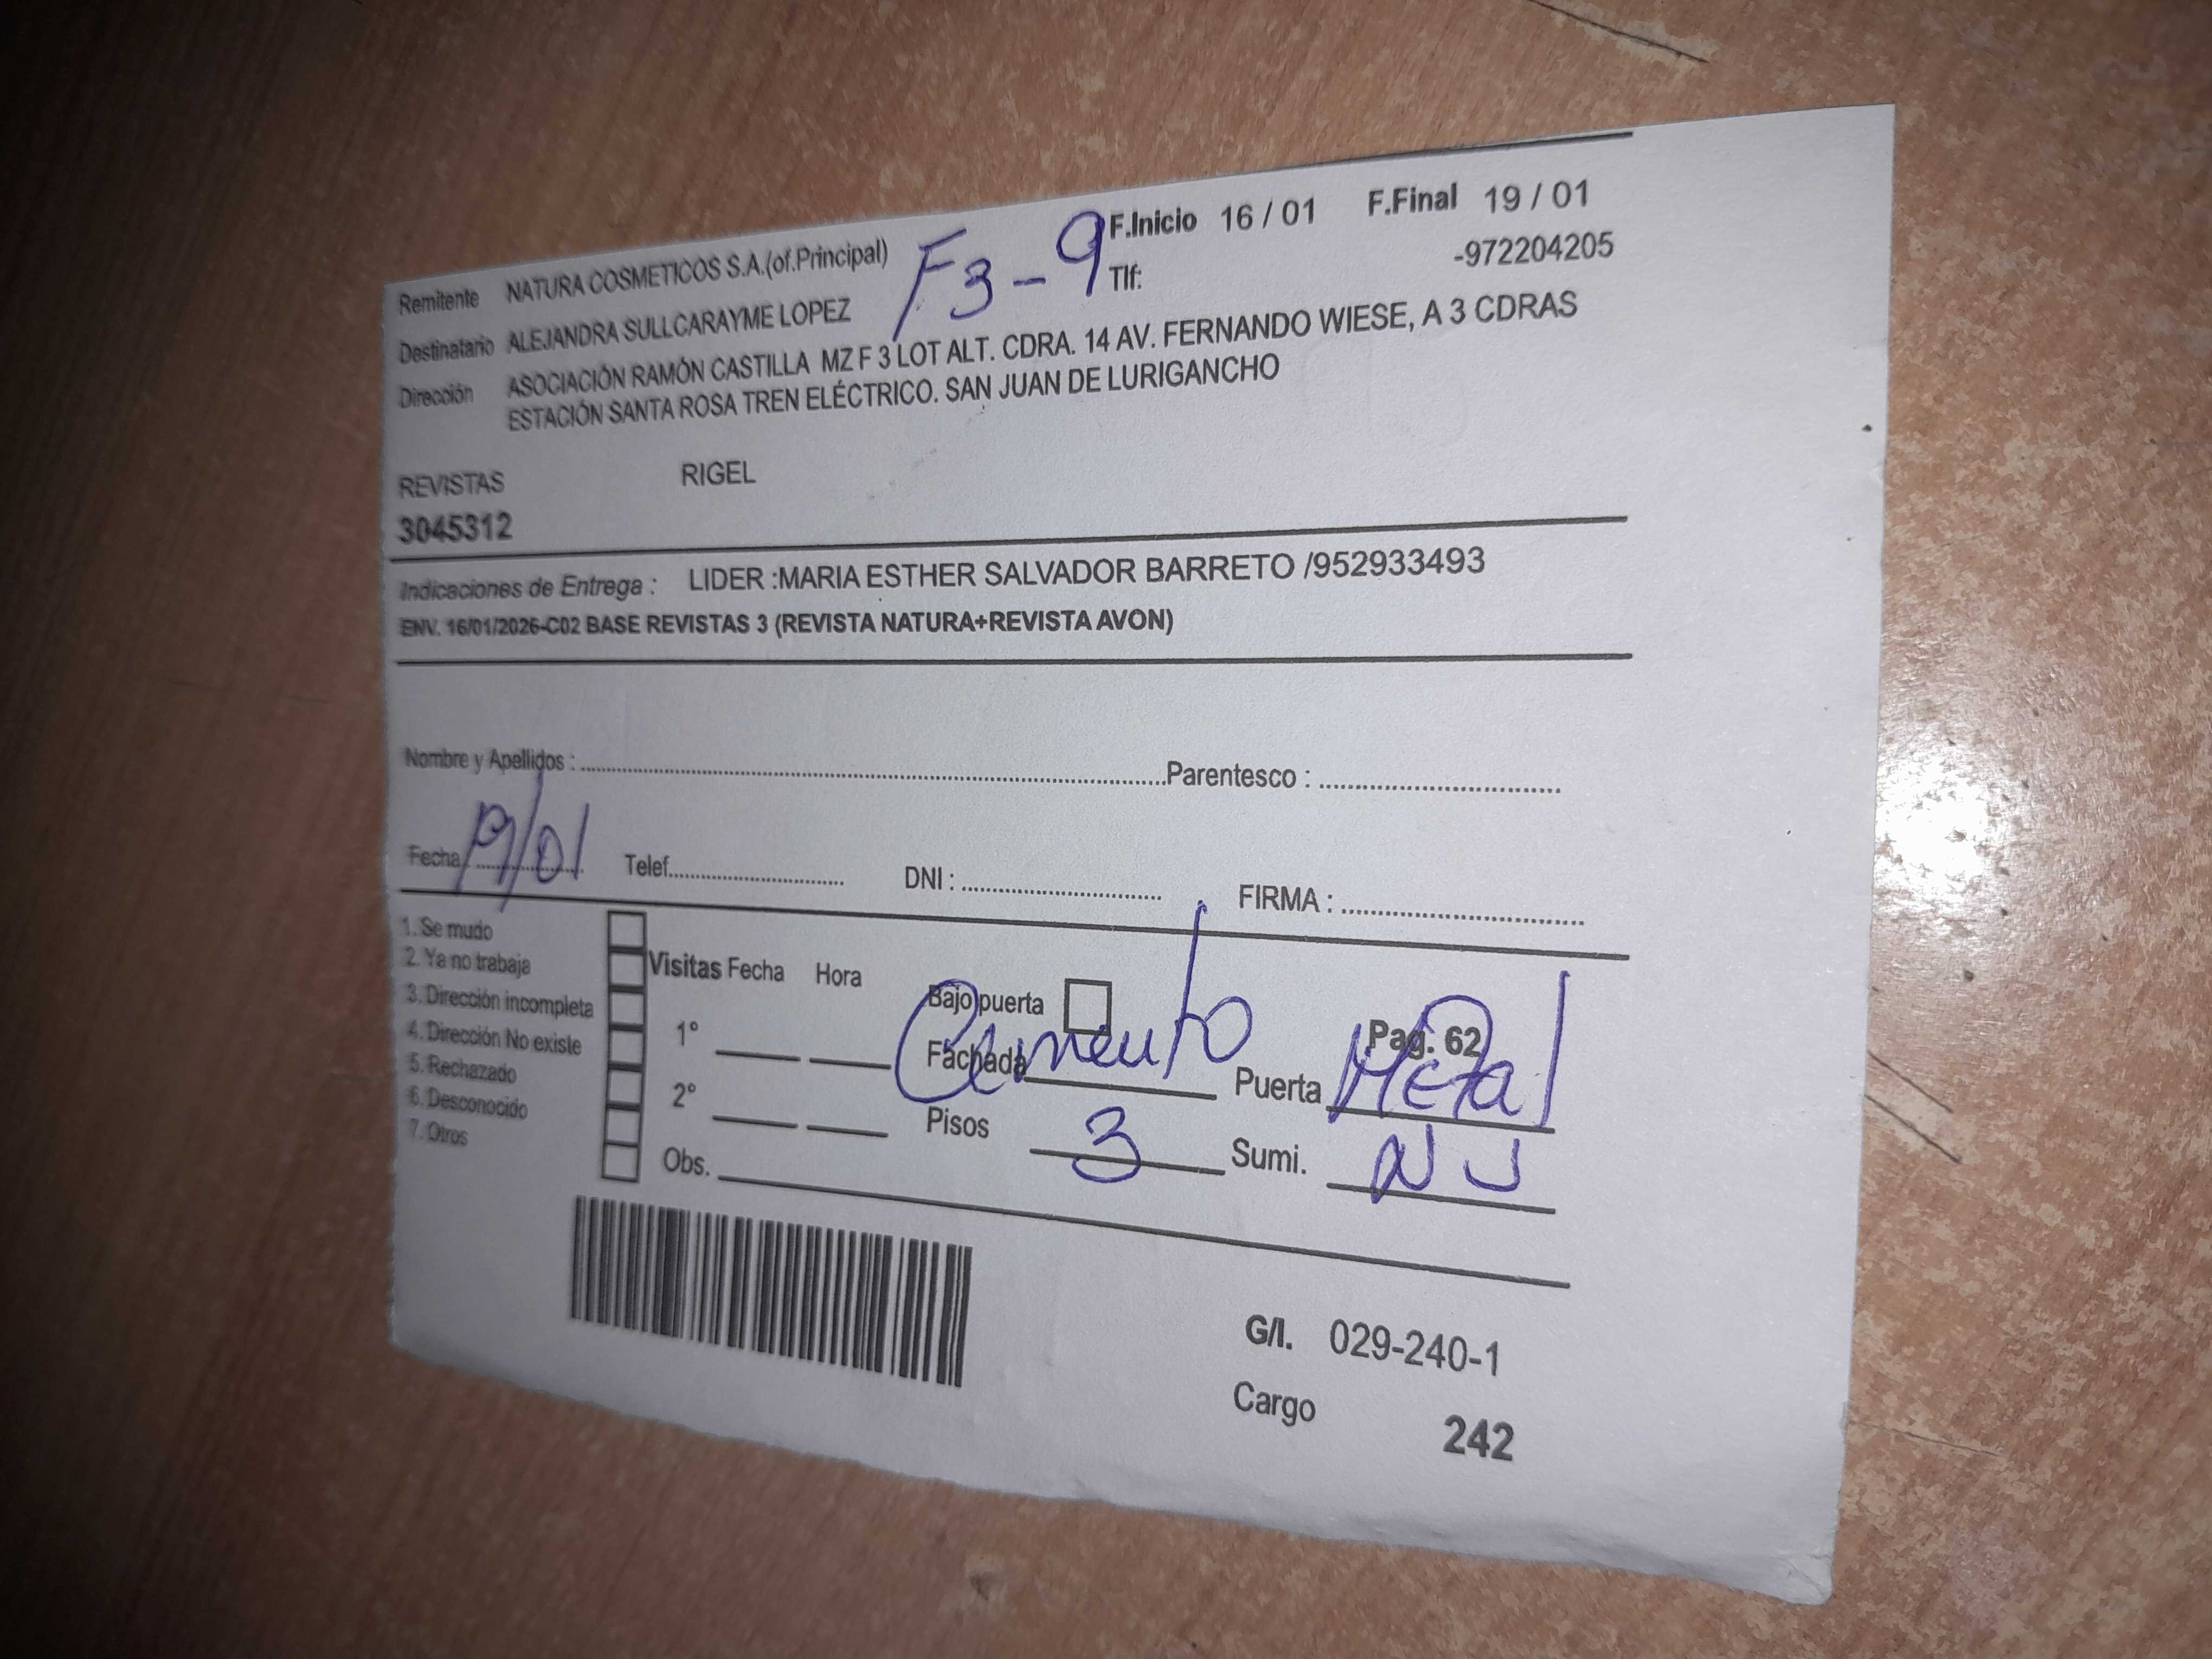 F.Inicio 16 / 01 F.Final 19 / 01
Remitente NATURA COSMETICOS S.A.(of.Principal) F3-9 Tlf: -972204205
Destinatario ALEJANDRA SULLCARAYME LOPEZ
Dirección ASOCIACIÓN RAMÓN CASTILLA MZ F 3 LOT ALT. CDRA. 14 AV. FERNANDO WIESE, A 3 CDRAS
ESTACIÓN SANTA ROSA TREN ELÉCTRICO. SAN JUAN DE LURIGANCHO
REVISTAS RIGEL
3045312
Indicaciones de Entrega : LIDER :MARIA ESTHER SALVADOR BARRETO /952933493
ENV. 16/01/2026-C02 BASE REVISTAS 3 (REVISTA NATURA+REVISTA AVON)
Nombre y Apellidos : Parentesco :
Fecha 19/01 Telef. DNI : FIRMA :
1. Se mudo
2. Ya no trabaja
3. Dirección incompleta
4. Dirección No existe
5. Rechazado
6. Desconocido
7. Otros
Visitas Fecha Hora
1°
2°
Obs.
Bajo puerta Pag. 62
Fachada Cemento Puerta Metal
Pisos 3 Sumi.
G/I. 029-240-1
Cargo 242